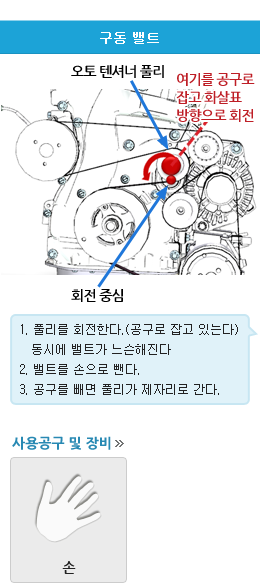 구동 밸트
오토 텐셔너 풀리
여기를 공구로
잡고 화살표
방향으로 회전
회전 중심
1. 풀리를 회전한다.(공구로 잡고 있는다)
동시에 밸트가 느슨해진다
2. 밸트를 손으로 뺀다.
3. 공구를 빼면 풀리가 제자리로 간다.
사용공구 및 장비 »
손